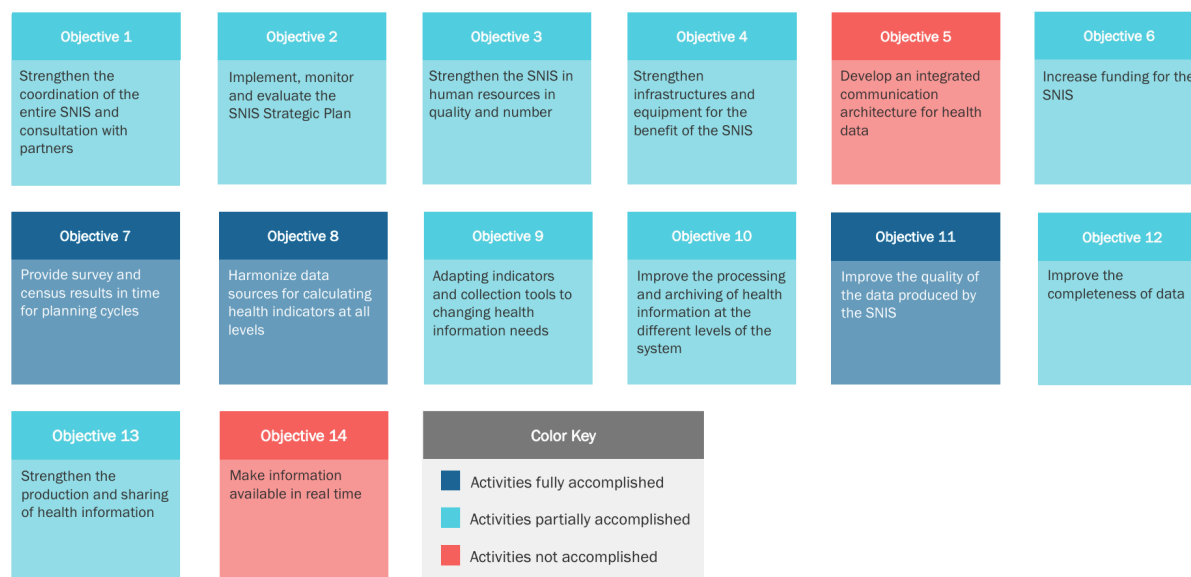 Objective 1
Strengthen the
coordination of the
entire SNIS and
consultation with
partners
Objective 2
Implement, monitor
and evaluate the
SNIS Strategic Plan
Objective 3
Strengthen the SNIS in
human resources in
quality and number
Objective 4
Strengthen
infrastructures and
equipment for the
benefit of the SNIS
Objective 5
Develop an integrated
communication
architecture for health
data
Objective 6
Increase funding for the
SNIS
Objective 7
Provide survey and
census results in time
for planning cycles
Objective 8
Harmonize data
sources for calculating
health indicators at all
levels
Objective 9
Adapting indicators
and collection tools to
changing health
information needs
Objective 10
Improve the processing
and archiving of health
information at the
different levels of the
system
Objective 11
Improve the quality of
the data produced by
the SNIS
Objective 12
Improve the
completeness of data
Objective 13
Strengthen the
production and sharing
of health information
Objective 14
Make information
available in real time
Color Key
Activities fully accomplished
Activities partially accomplished
Activities not accomplished